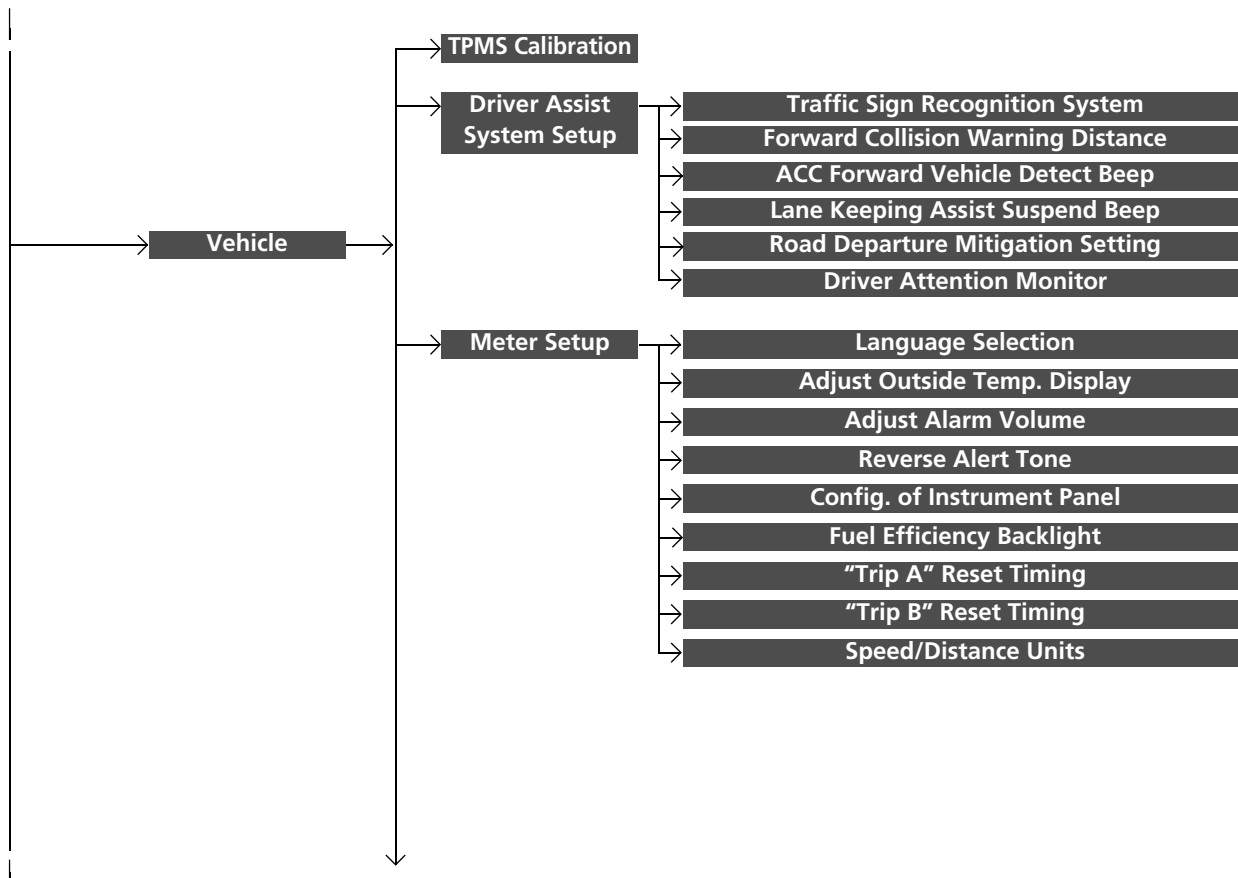 TPMS Calibration
Driver Assist
System Setup
Traffic Sign Recognition System
Forward Collision Warning Distance
ACC Forward Vehicle Detect Beep
Lane Keeping Assist Suspend Beep
Road Departure Mitigation Setting
Driver Attention Monitor
Vehicle
Meter Setup
Language Selection
Adjust Outside Temp. Display
Adjust Alarm Volume
Reverse Alert Tone
Config. of Instrument Panel
Fuel Efficiency Backlight
“Trip A” Reset Timing
“Trip B” Reset Timing
Speed/Distance Units